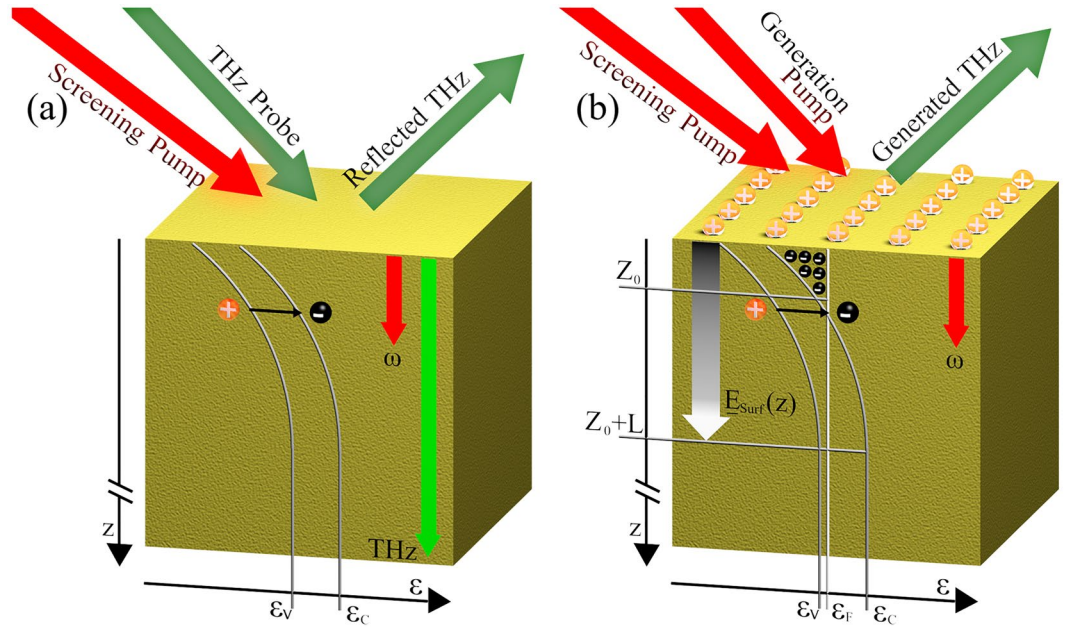 (a)
Screening Pump
THz Probe
Reflected THz
+
-
ω
THz
z
ε
εV
εC
(b)
Screening Pump
Generation
Pump
Generated THz
Z0
+
-
ω
ESurf(z)
Z0+L
z
ε
εV
εF
εC